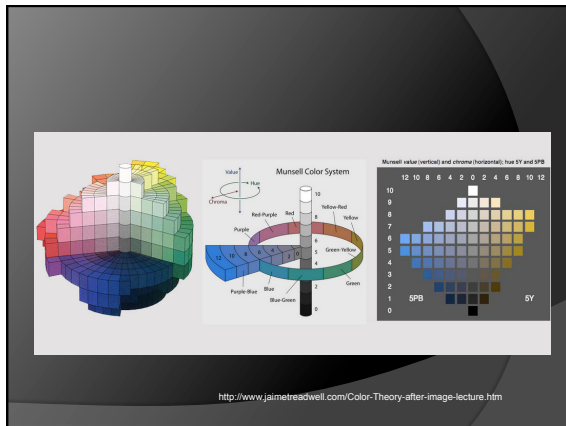 Munsell Color System
Value
Hue
Chroma
10
8
6
5
4
2
0
Red-Purple
Red
Yellow-Red
Yellow
Purple
Green-Yellow
Green
12 10 8 6 4 2 0
Purple-Blue
Blue
Blue-Green
Munsell value (vertical) and chroma (horizontal); hue 5Y and 5PB
12 10 8 6 4 2 0 2 4 6 8 10 12
10
9
8
7
6
5
4
3
2
1
0
5PB
5Y
http://www.jaimetreadwell.com/Color-Theory-after-image-lecture.htm